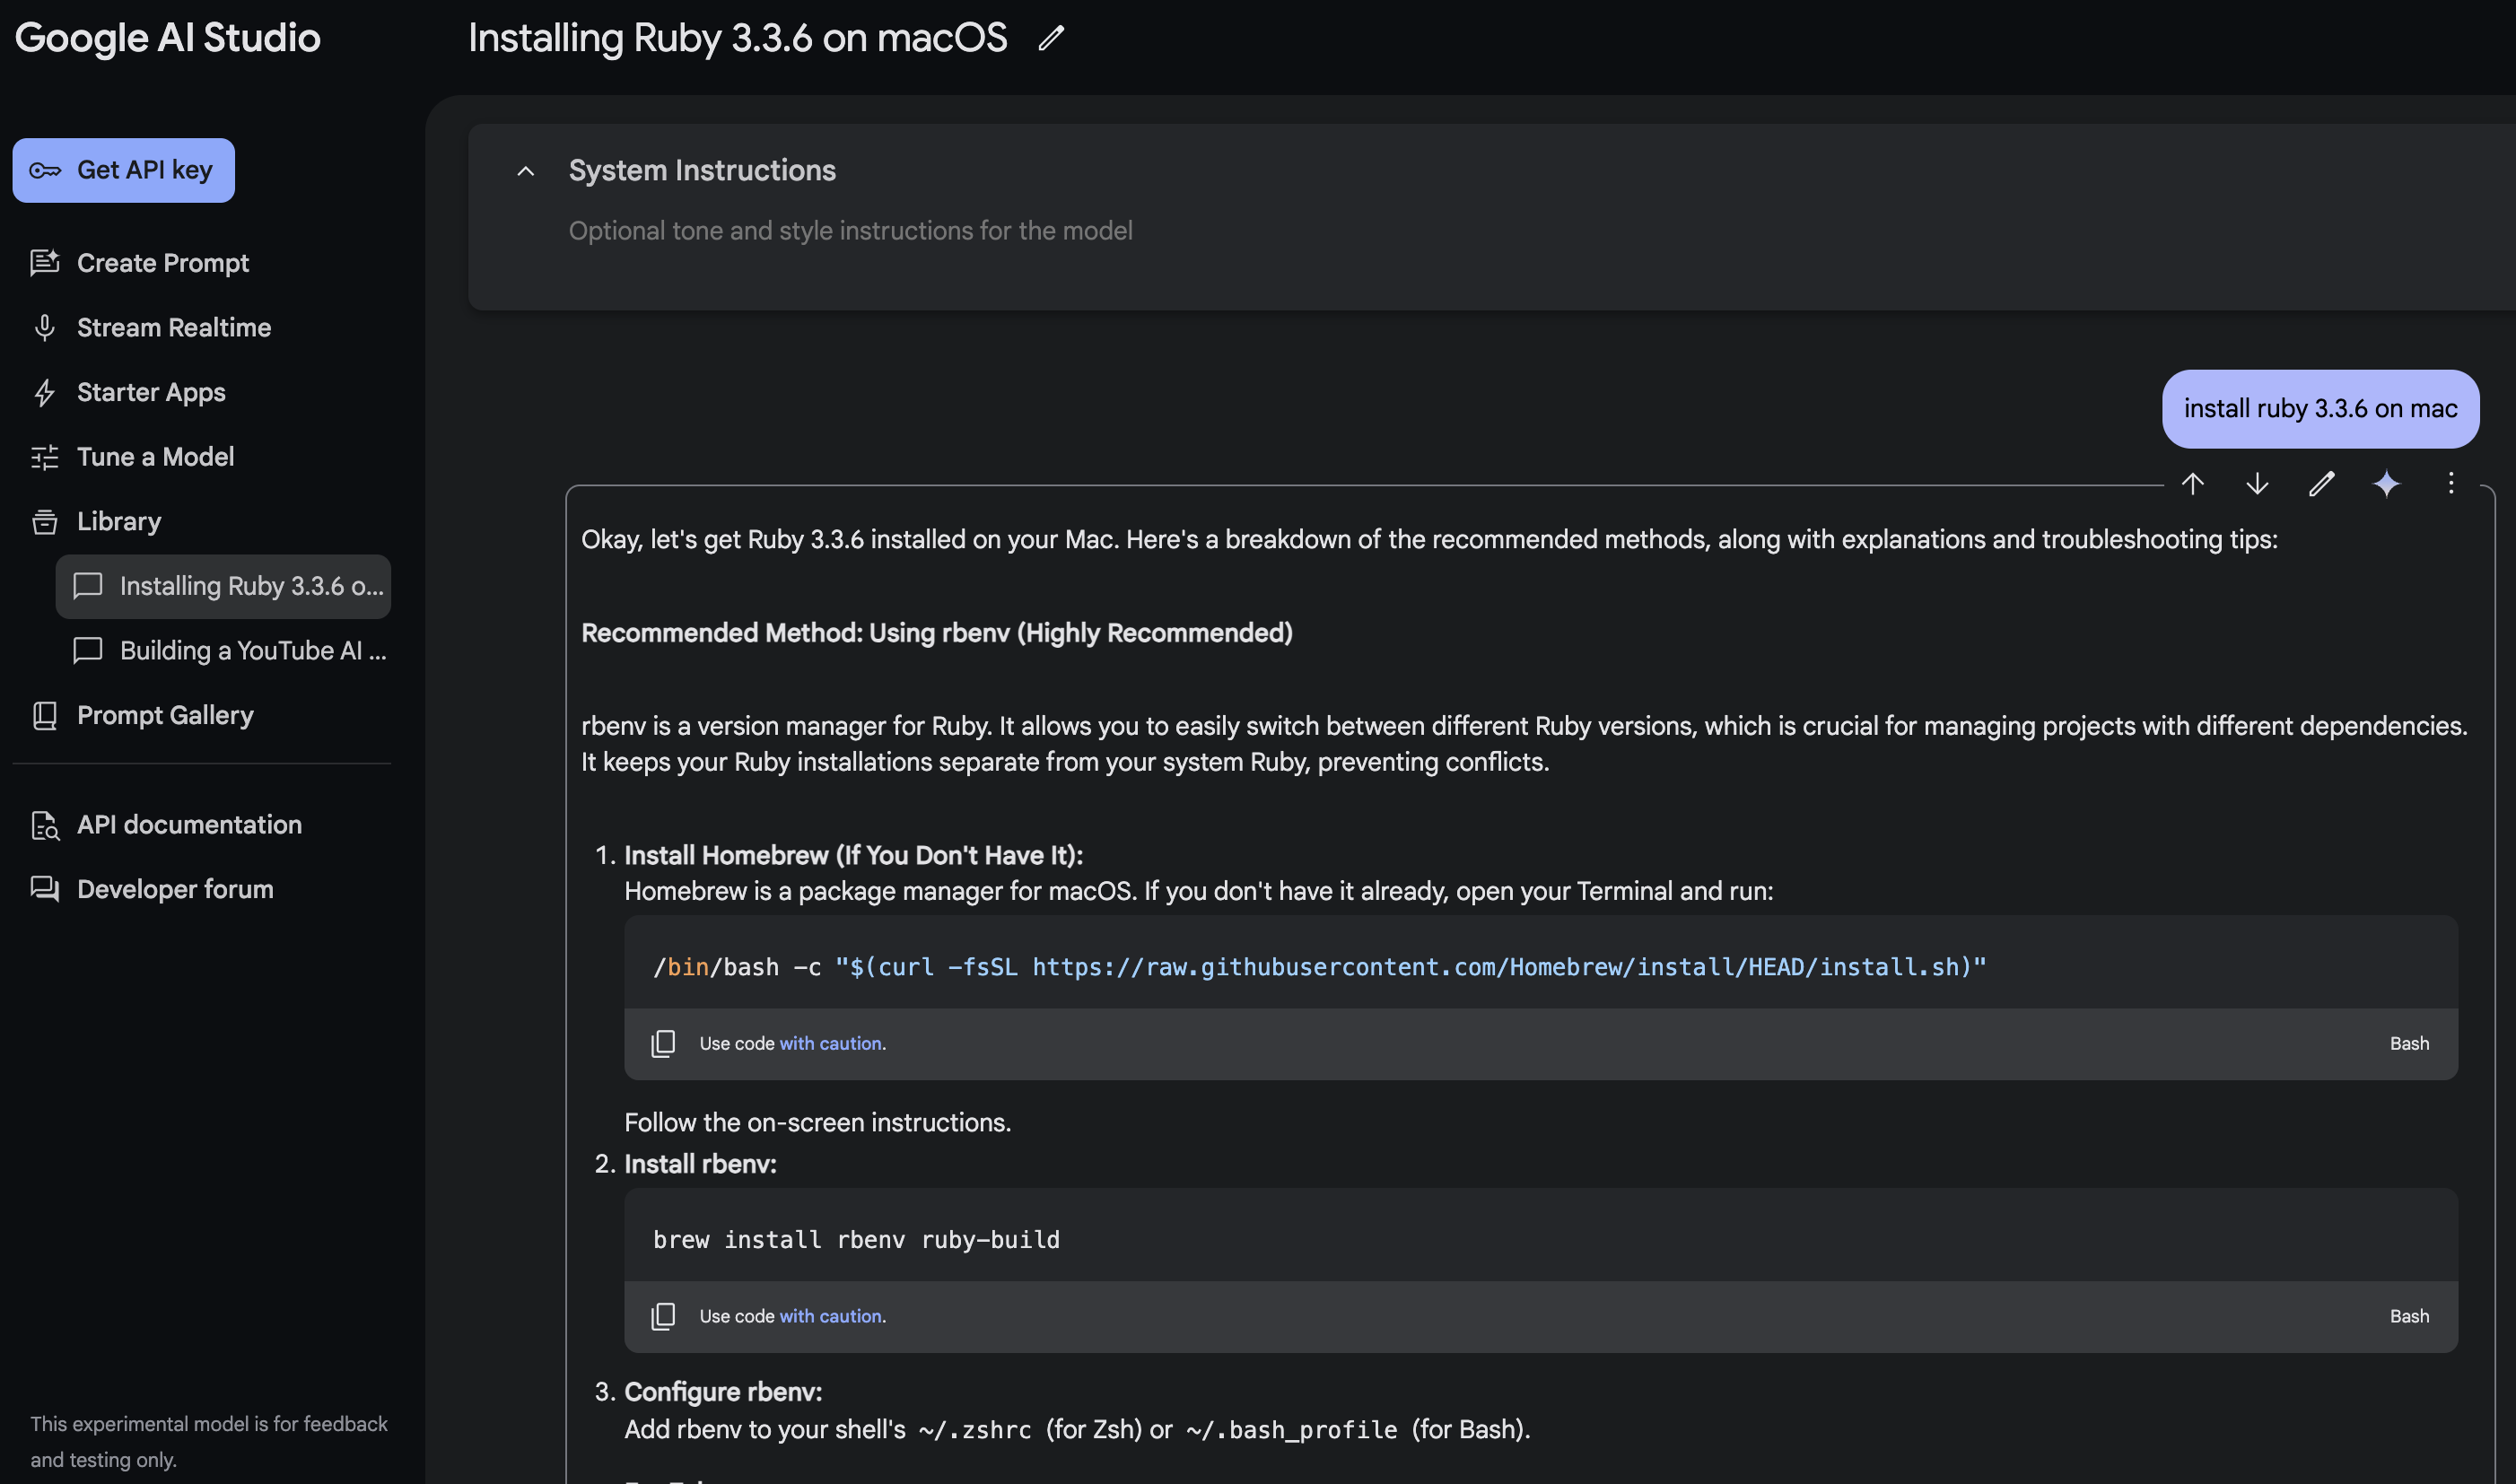 Google AI Studio
Installing Ruby 3.3.6 on macOS
Get API key
Create Prompt
Stream Realtime
Starter Apps
Tune a Model
Library
Installing Ruby 3.3.6 o...
Building a YouTube AI ...
Prompt Gallery
API documentation
Developer forum
This experimental model is for feedback
and testing only.
System Instructions
Optional tone and style instructions for the model
install ruby 3.3.6 on mac
Okay, let's get Ruby 3.3.6 installed on your Mac. Here's a breakdown of the recommended methods, along with explanations and troubleshooting tips:
Recommended Method: Using rbenv (Highly Recommended)
rbenv is a version manager for Ruby. It allows you to easily switch between different Ruby versions, which is crucial for managing projects with different dependencies.
It keeps your Ruby installations separate from your system Ruby, preventing conflicts.
1. Install Homebrew (If You Don't Have It):
Homebrew is a package manager for macOS. If you don't have it already, open your Terminal and run:
/bin/bash -c "$(curl -fsSL https://raw.githubusercontent.com/Homebrew/install/HEAD/install.sh)"
Use code with caution.
Bash
Follow the on-screen instructions.
2. Install rbenv:
brew install rbenv ruby-build
Use code with caution.
Bash
3. Configure rbenv:
Add rbenv to your shell's ~/.zshrc (for Zsh) or ~/.bash_profile (for Bash).